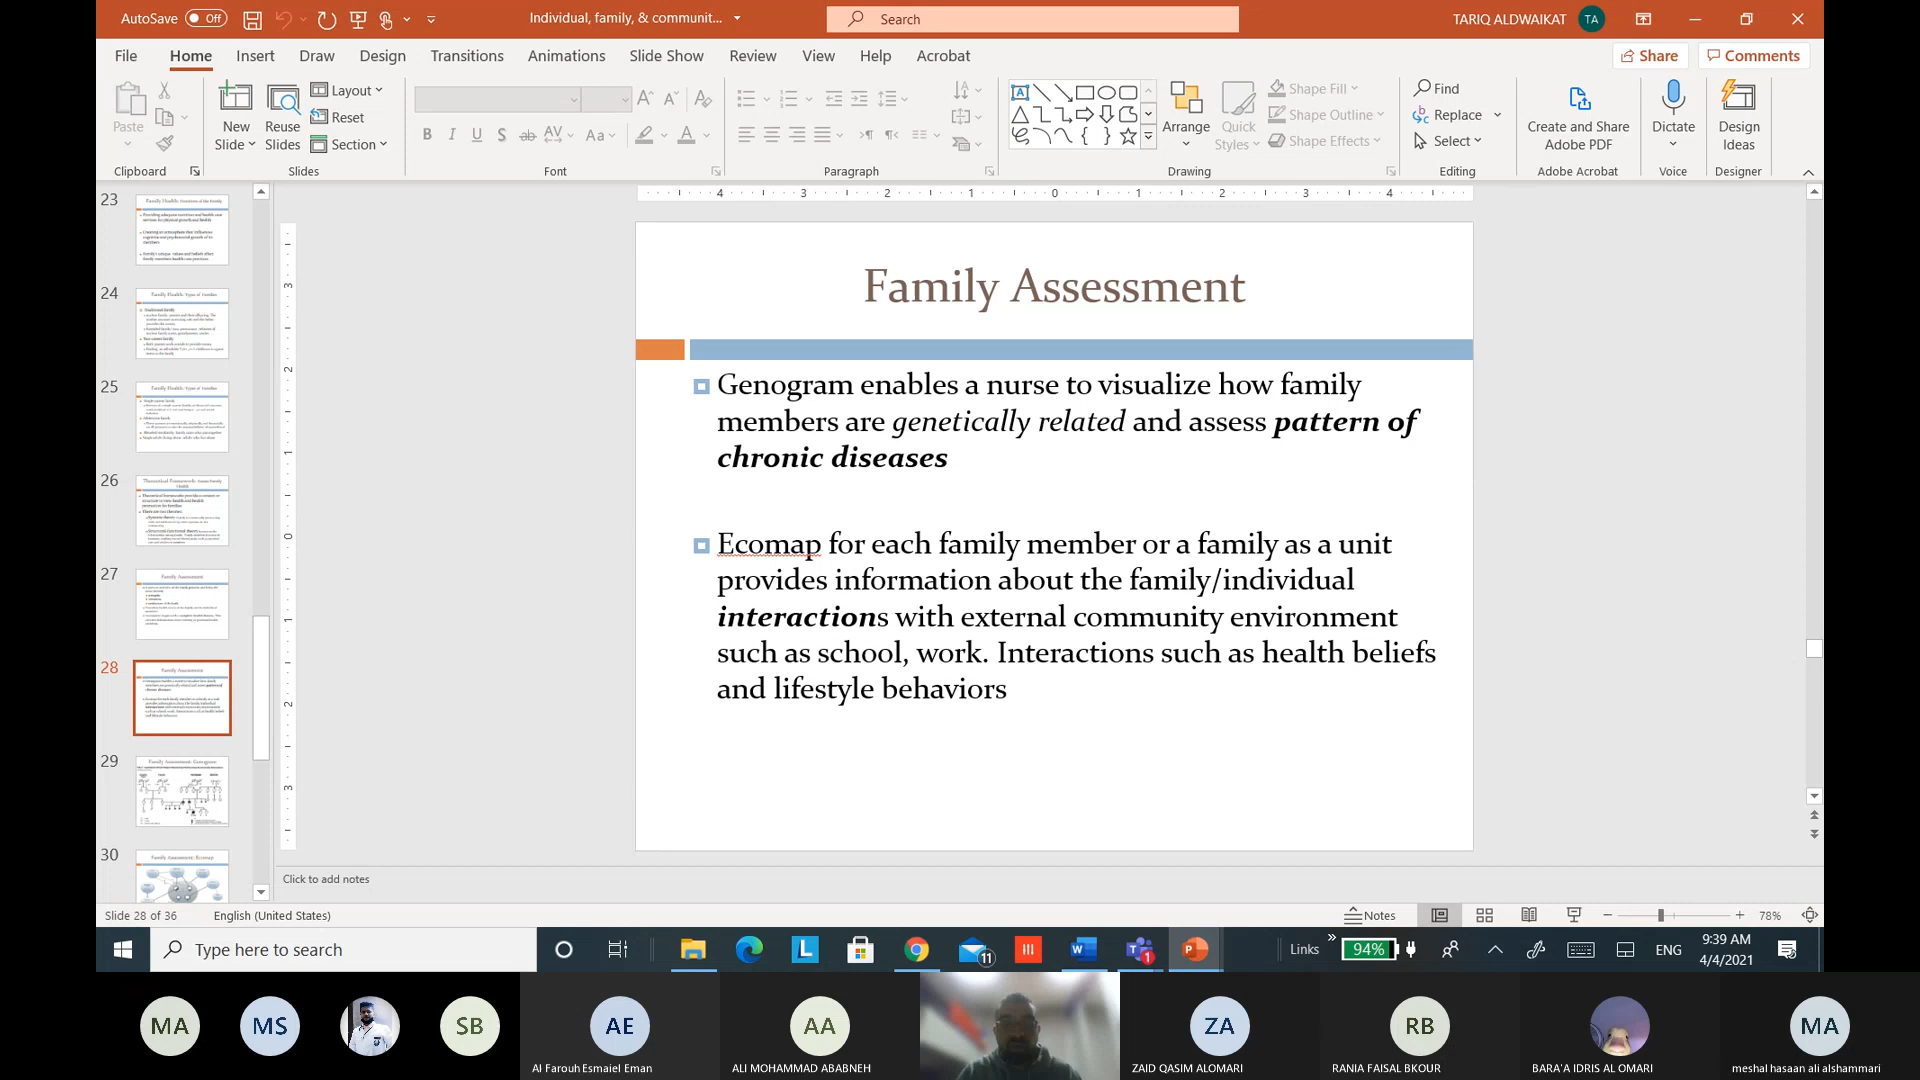 AutoSave Off
Individual, family, & communit...
Search
TARIQ ALDWAIKAT TA
File Home Insert Draw Design Transitions Animations Slide Show Review View Help Acrobat
Share Comments
Paste
New Slide
Reuse Slides
Layout
Reset
Section
Arrange
Quick Styles
Shape Fill
Shape Outline
Shape Effects
Find
Replace
Select
Create and Share Adobe PDF
Dictate
Design Ideas
Clipboard Slides Font Paragraph Drawing Editing Adobe Acrobat Voice Designer
23
24
25
26
27
28
29
30
Family Assessment
Genogram enables a nurse to visualize how family
members are genetically related and assess pattern of
chronic diseases
Ecomap for each family member or a family as a unit
provides information about the family/individual
interactions with external community environment
such as school, work. Interactions such as health beliefs
and lifestyle behaviors
Click to add notes
Slide 28 of 36 English (United States)
Notes 78%
Type here to search
11
1
Links
94%
ENG
9:39 AM
4/4/2021
MA MS SB AE AA ZA RB MA
Al Farouh Esmaiel Eman
ALI MOHAMMAD ABABNEH
ZAID QASIM ALOMARI
RANIA FAISAL BKOUR
BARA'A IDRIS AL OMARI
meshal hasaan ali alshammari